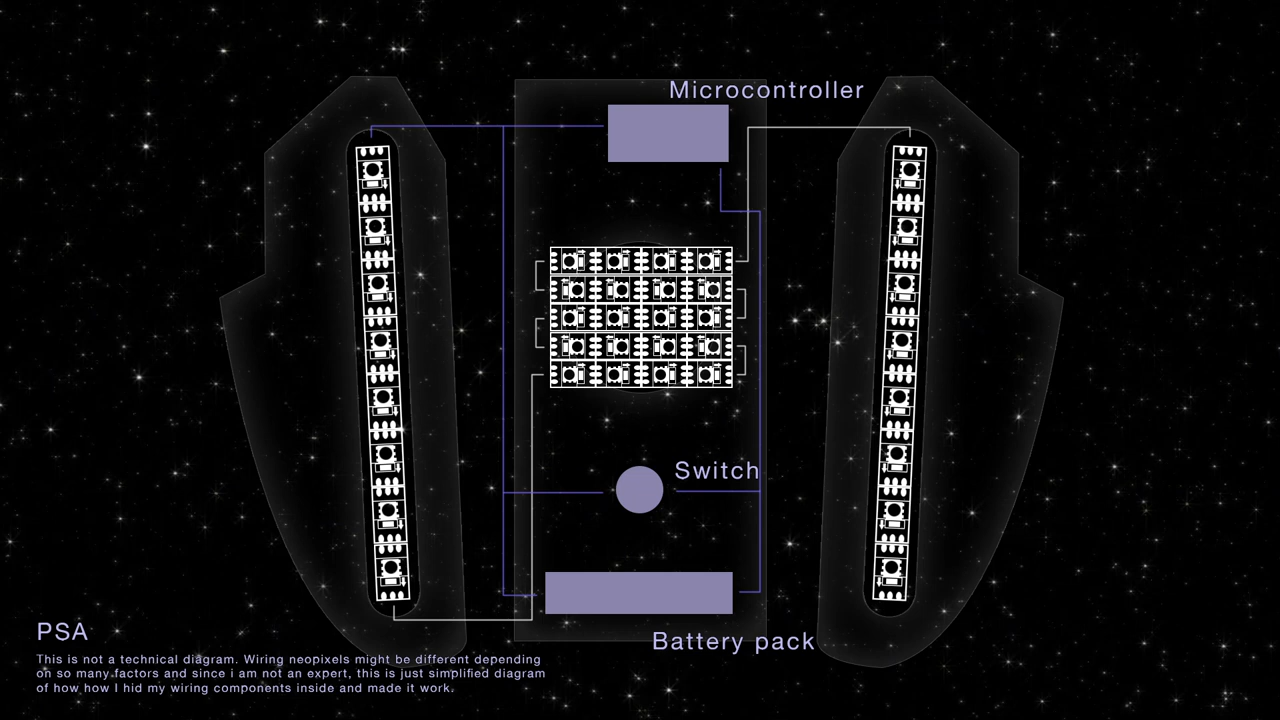 Microcontroller
Switch
Battery pack
PSA
This is not a technical diagram. Wiring neopixels might be different depending
on so many factors and since i am not an expert, this is just simplified diagram
of how how I hid my wiring components inside and made it work.